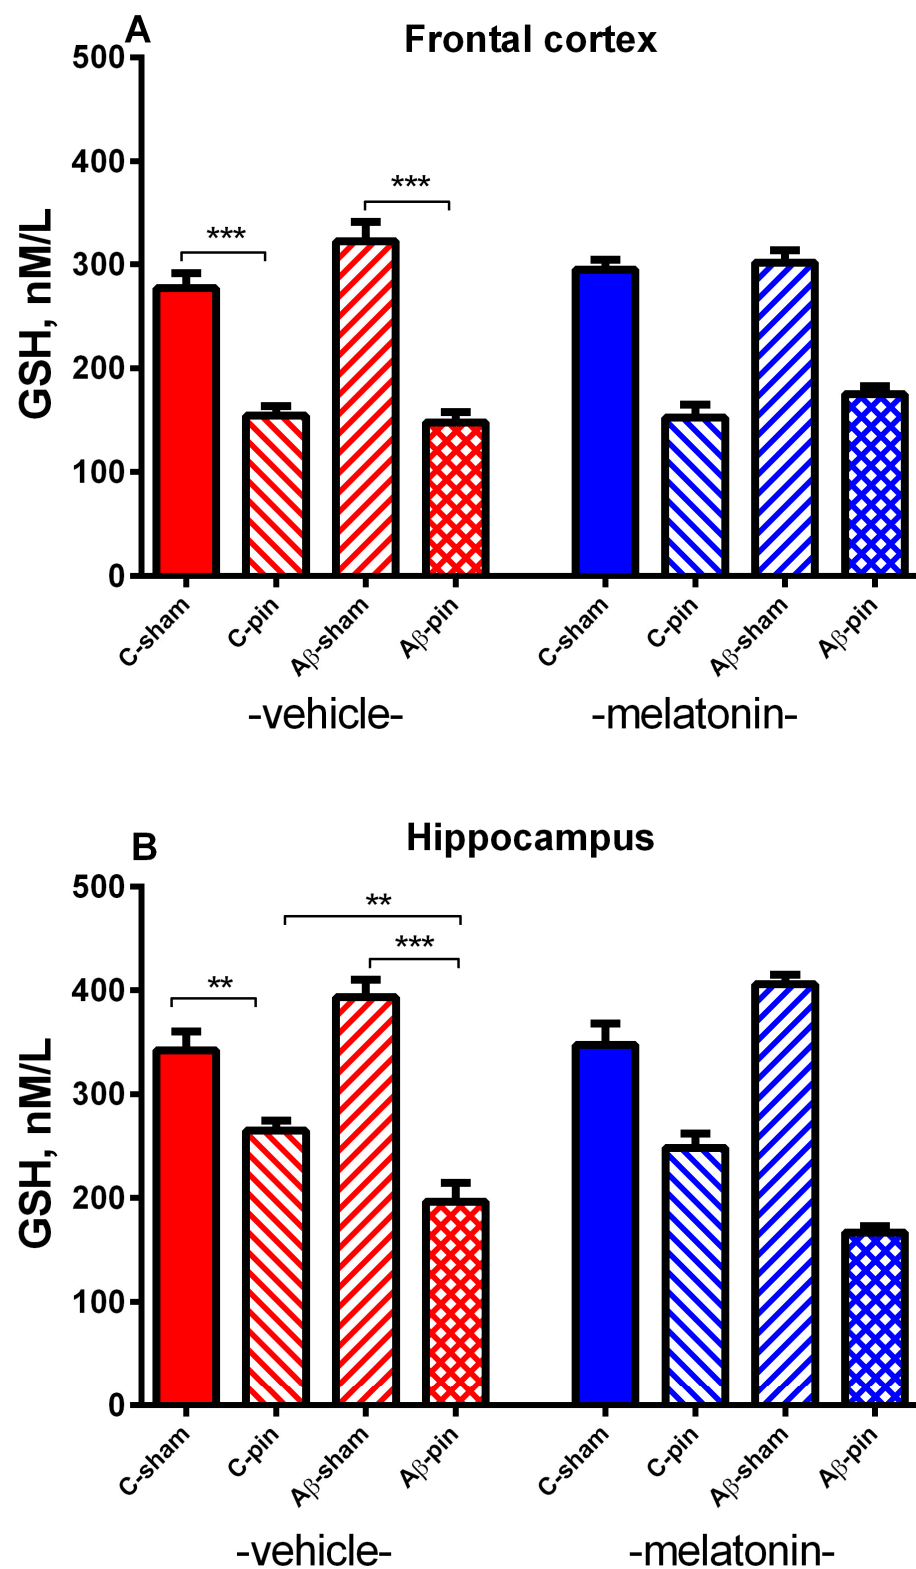 A
Frontal cortex
GSH, nM/L
500
400
300
200
100
0
***
***
C-sham
C-pin
Aβ-sham
Aβ-pin
C-sham
C-pin
Aβ-sham
Aβ-pin
-vehicle-
-melatonin-
B
Hippocampus
GSH, nM/L
500
400
300
200
100
0
**
***
**
C-sham
C-pin
Aβ-sham
Aβ-pin
C-sham
C-pin
Aβ-sham
Aβ-pin
-vehicle-
-melatonin-